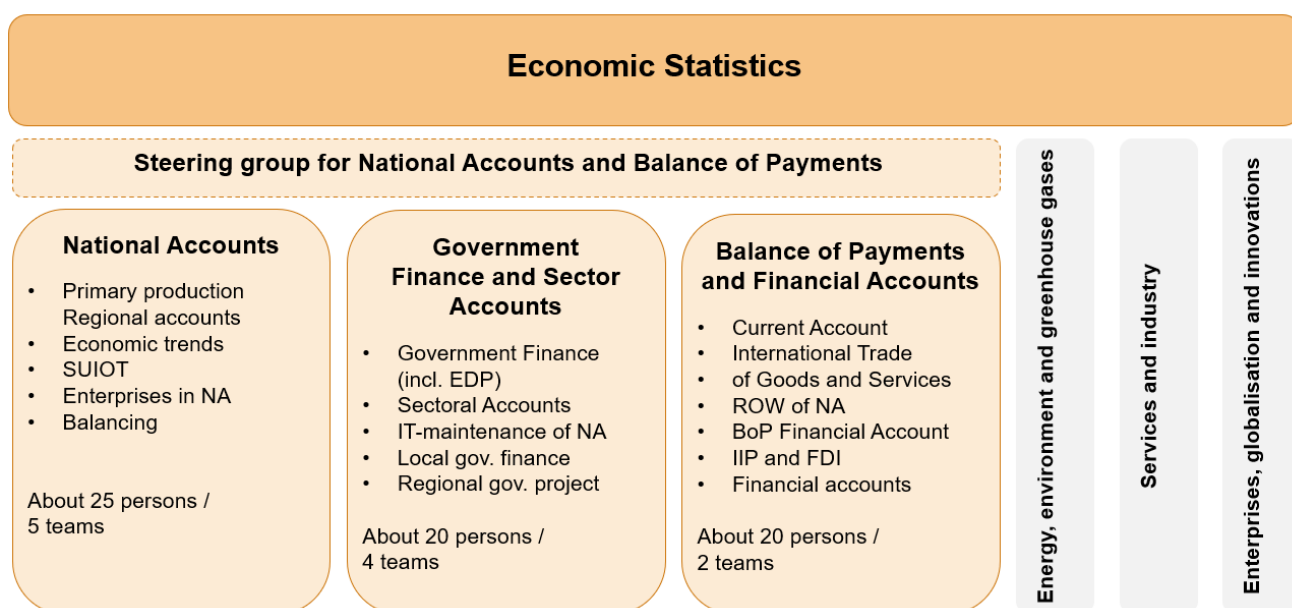 Economic Statistics
Steering group for National Accounts and Balance of Payments
National Accounts
• Primary production
Regional accounts
• Economic trends
• SUIOT
• Enterprises in NA
• Balancing
About 25 persons /
5 teams
Government
Finance and Sector
Accounts
• Government Finance
(incl. EDP)
• Sectoral Accounts
• IT-maintenance of NA
• Local gov. finance
• Regional gov. project
About 20 persons /
4 teams
Balance of Payments
and Financial Accounts
• Current Account
• International Trade
• of Goods and Services
• ROW of NA
• BoP Financial Account
• IIP and FDI
• Financial accounts
About 20 persons /
2 teams
Energy, environment and greenhouse gases
Services and industry
Enterprises, globalisation and innovations